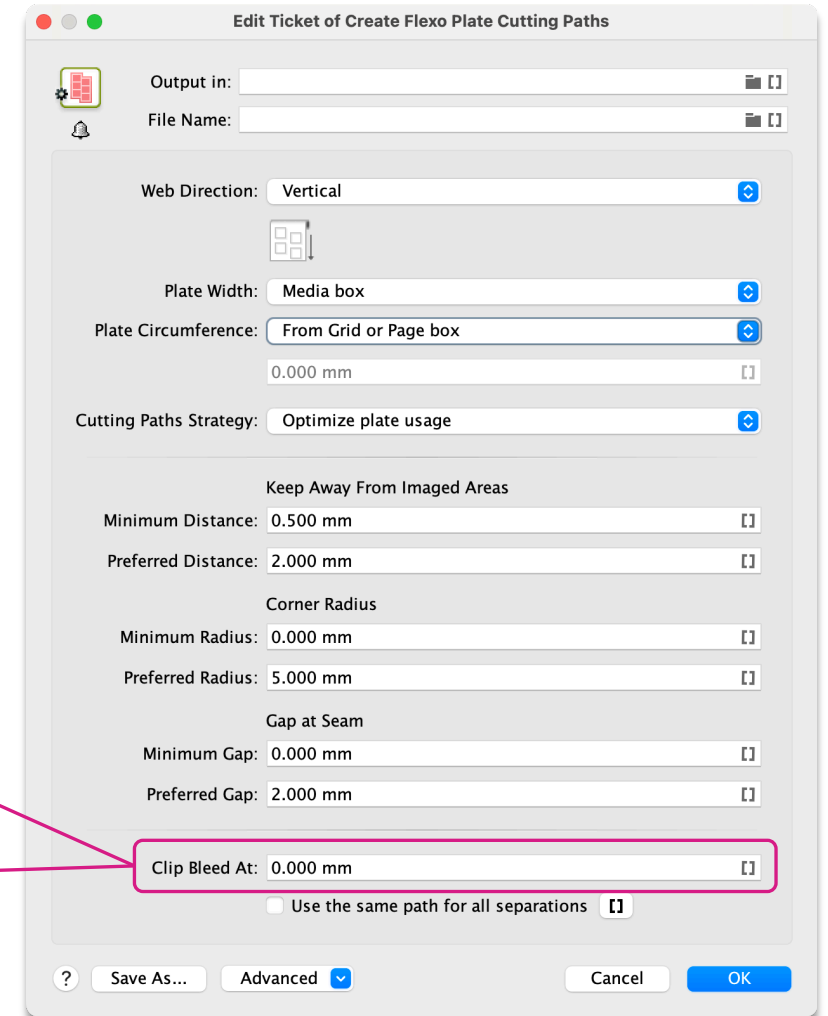 Edit Ticket of Create Flexo Plate Cutting Paths
Output in:
File Name:
Web Direction: Vertical
Plate Width: Media box
Plate Circumference: From Grid or Page box
0.000 mm
Cutting Paths Strategy: Optimize plate usage
Keep Away From Imaged Areas
Minimum Distance: 0.500 mm
Preferred Distance: 2.000 mm
Corner Radius
Minimum Radius: 0.000 mm
Preferred Radius: 5.000 mm
Gap at Seam
Minimum Gap: 0.000 mm
Preferred Gap: 2.000 mm
Clip Bleed At: 0.000 mm
Use the same path for all separations
? Save As... Advanced Cancel OK